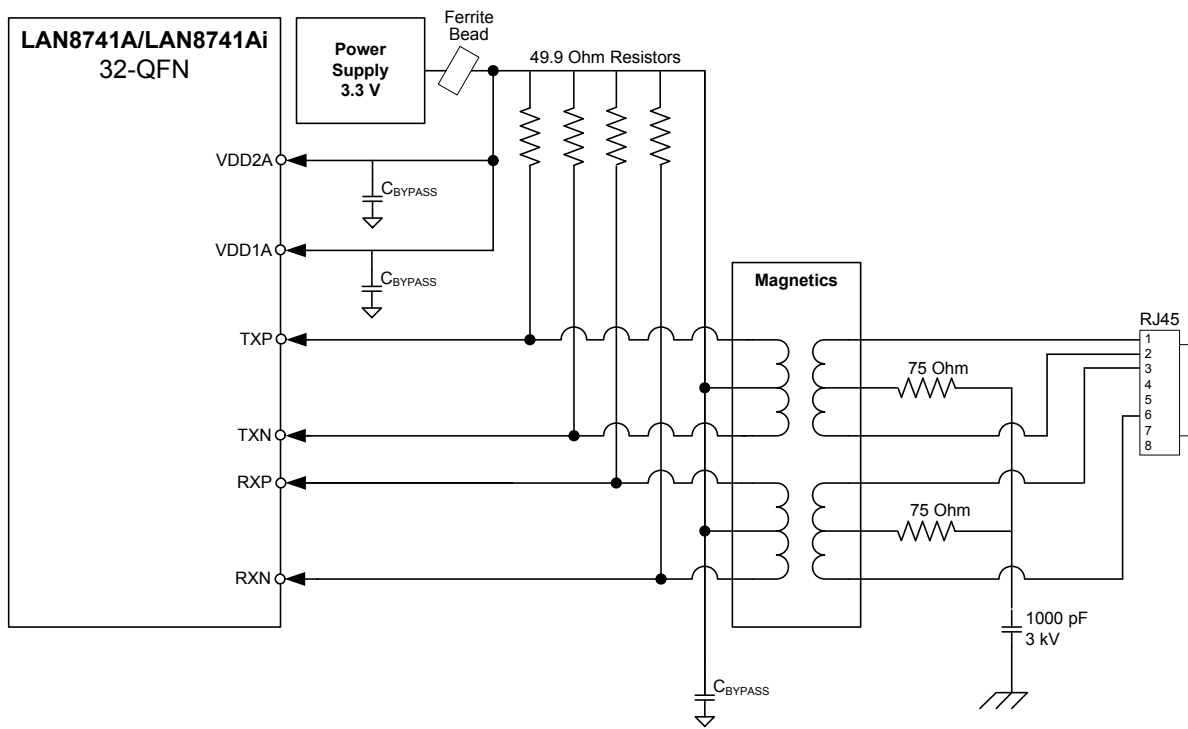 LAN8741A/LAN8741Ai
32-QFN
Power
Supply
3.3 V
Ferrite
Bead
49.9 Ohm Resistors
VDD2A
CBYPASS
VDD1A
CBYPASS
TXP
TXN
RXP
RXN
Magnetics
75 Ohm
75 Ohm
RJ45
1
2
3
4
5
6
7
8
1000 pF
3 kV
CBYPASS